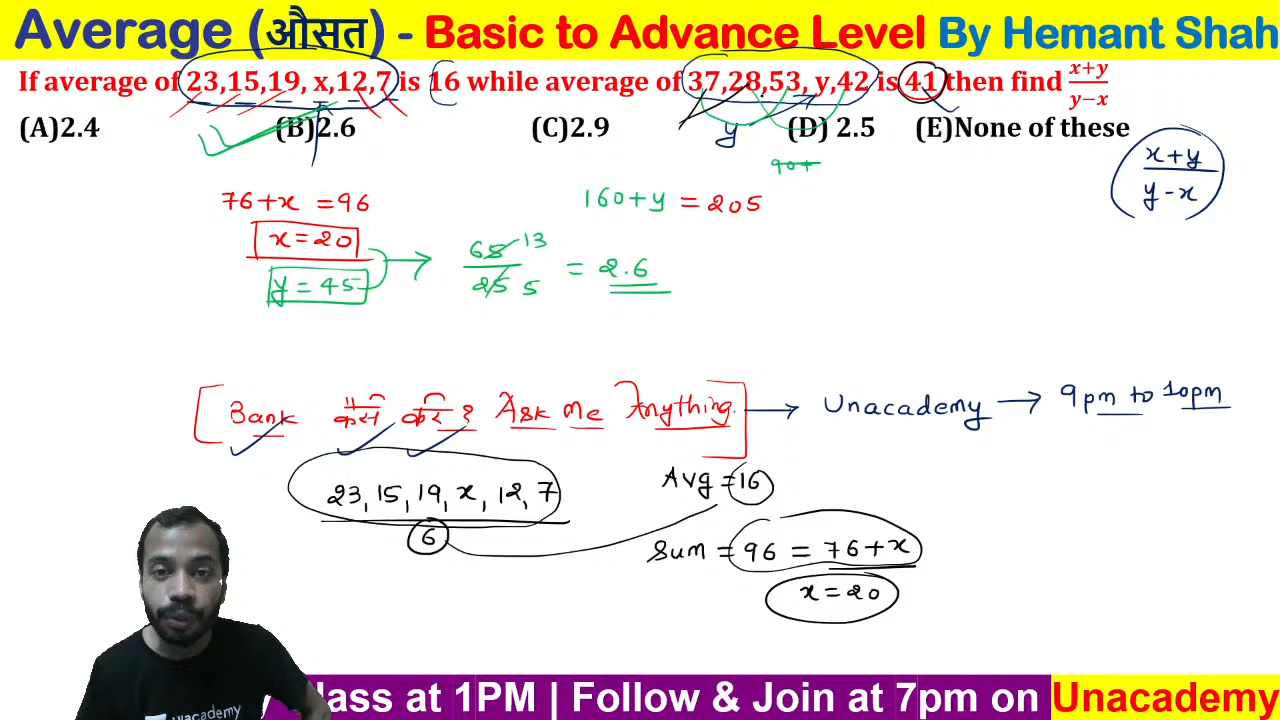 Average (औसत) - Basic to Advance Level By Hemant Shah
If average of 23,15,19, x,12,7 is 16 while average of 37,28,53, y,42 is 41 then find x+y/y−x
(A)2.4 (B)2.6 (C)2.9 (D) 2.5 (E)None of these
y
90+
x+y
y-x
76+x =96
160+y = 205
x=20
y=45
65 13
25 5
= 2.6
Bank Ask Me Anything. → Unacademy → 9pm to 10pm
23, 15, 19, x, 12, 7
Avg = 16
6
Sum = 96 = 76+x
x=20
unacademy
lass at 1PM | Follow & Join at 7pm on Unacademy